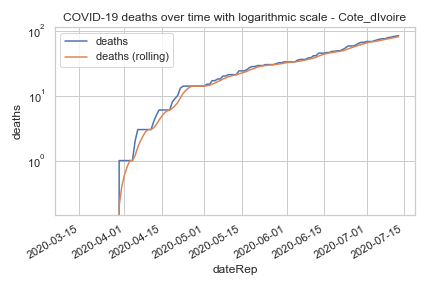 COVID-19 deaths over time with logarithmic scale - Cote_dIvoire
deaths
deaths (rolling)
10²
10¹
10⁰
deaths
2020-03-15
2020-04-01
2020-04-15
2020-05-01
2020-05-15
2020-06-01
2020-06-15
2020-07-01
2020-07-15
dateRep